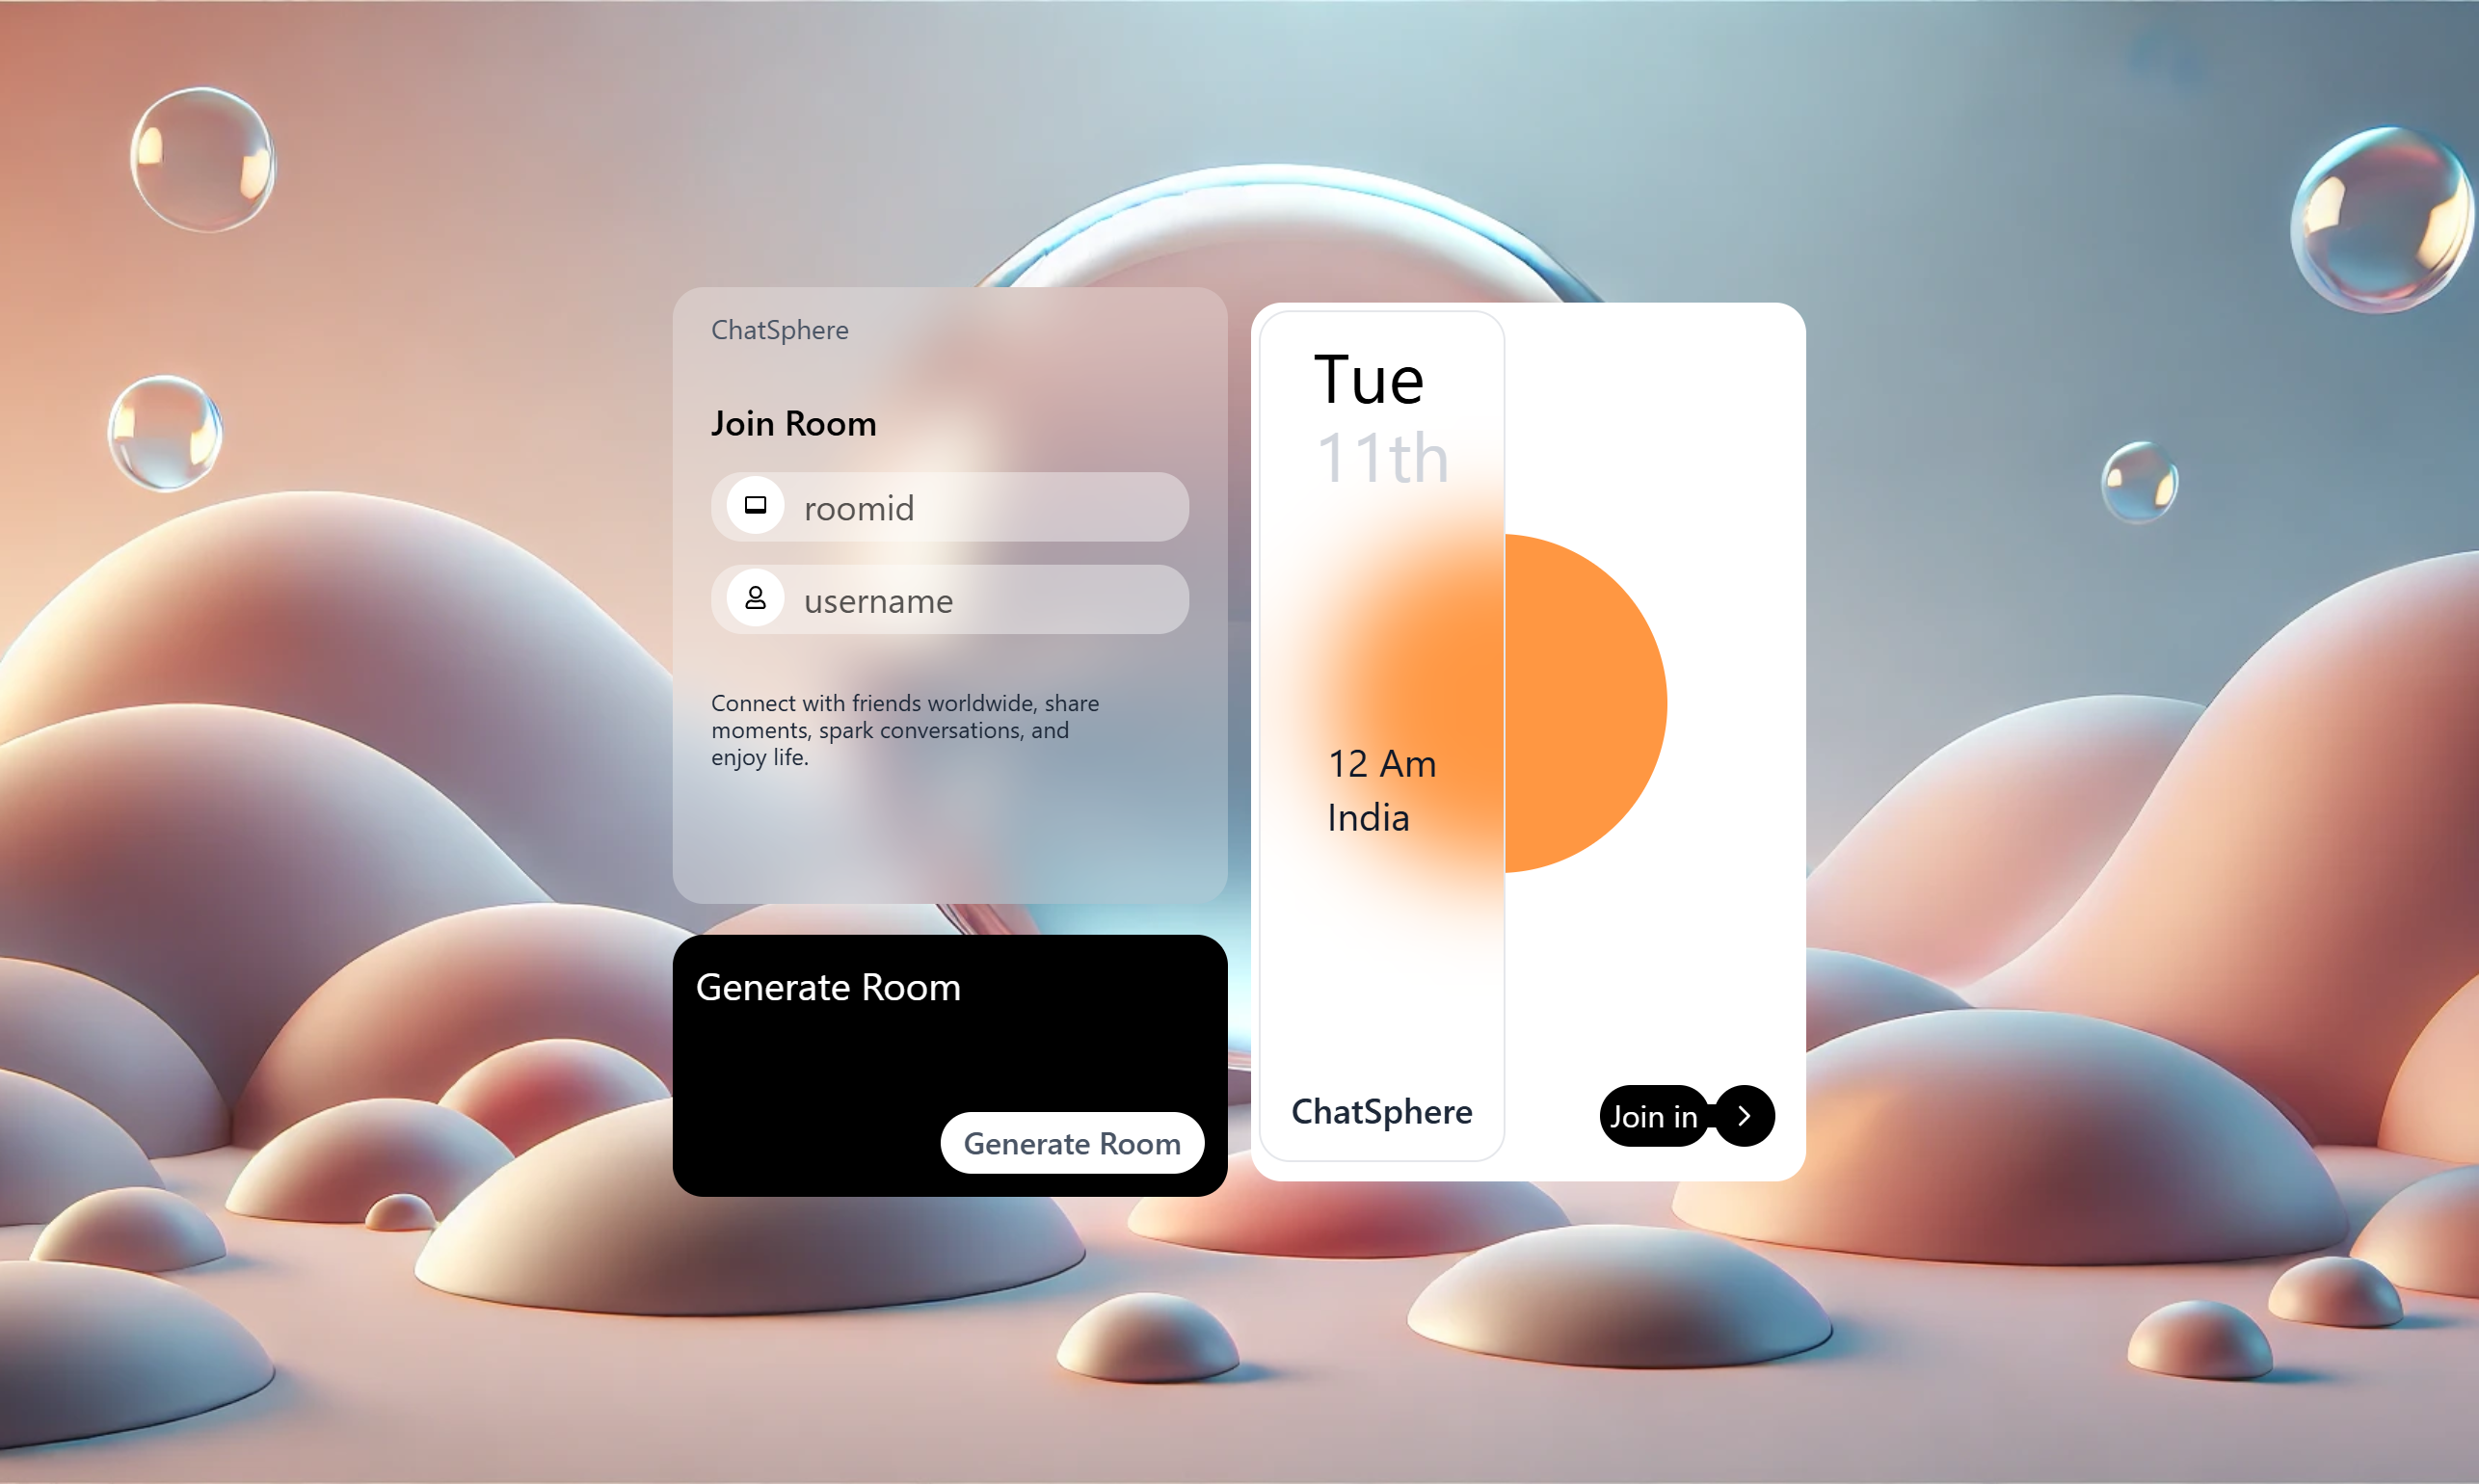 ChatSphere
Join Room
roomid
username
Connect with friends worldwide, share
moments, spark conversations, and
enjoy life.
Generate Room
Generate Room
Tue
11th
12 Am
India
ChatSphere
Join in